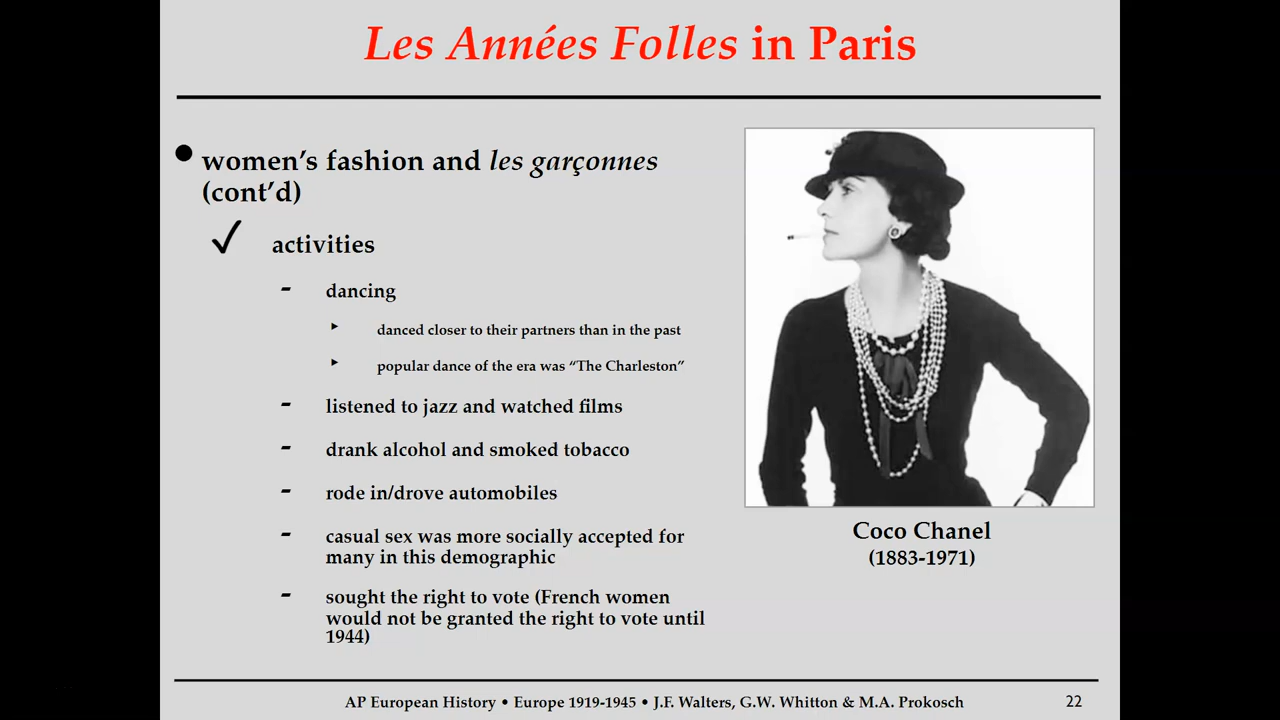 Les Années Folles in Paris
• women's fashion and les garçonnes
(cont'd)
✓ activities
- dancing
▸ danced closer to their partners than in the past
▸ popular dance of the era was “The Charleston”
- listened to jazz and watched films
- drank alcohol and smoked tobacco
- rode in/drove automobiles
- casual sex was more socially accepted for
many in this demographic
- sought the right to vote (French women
would not be granted the right to vote until
1944)
Coco Chanel
(1883-1971)
AP European History • Europe 1919-1945 • J.F. Walters, G.W. Whitton & M.A. Prokosch
22